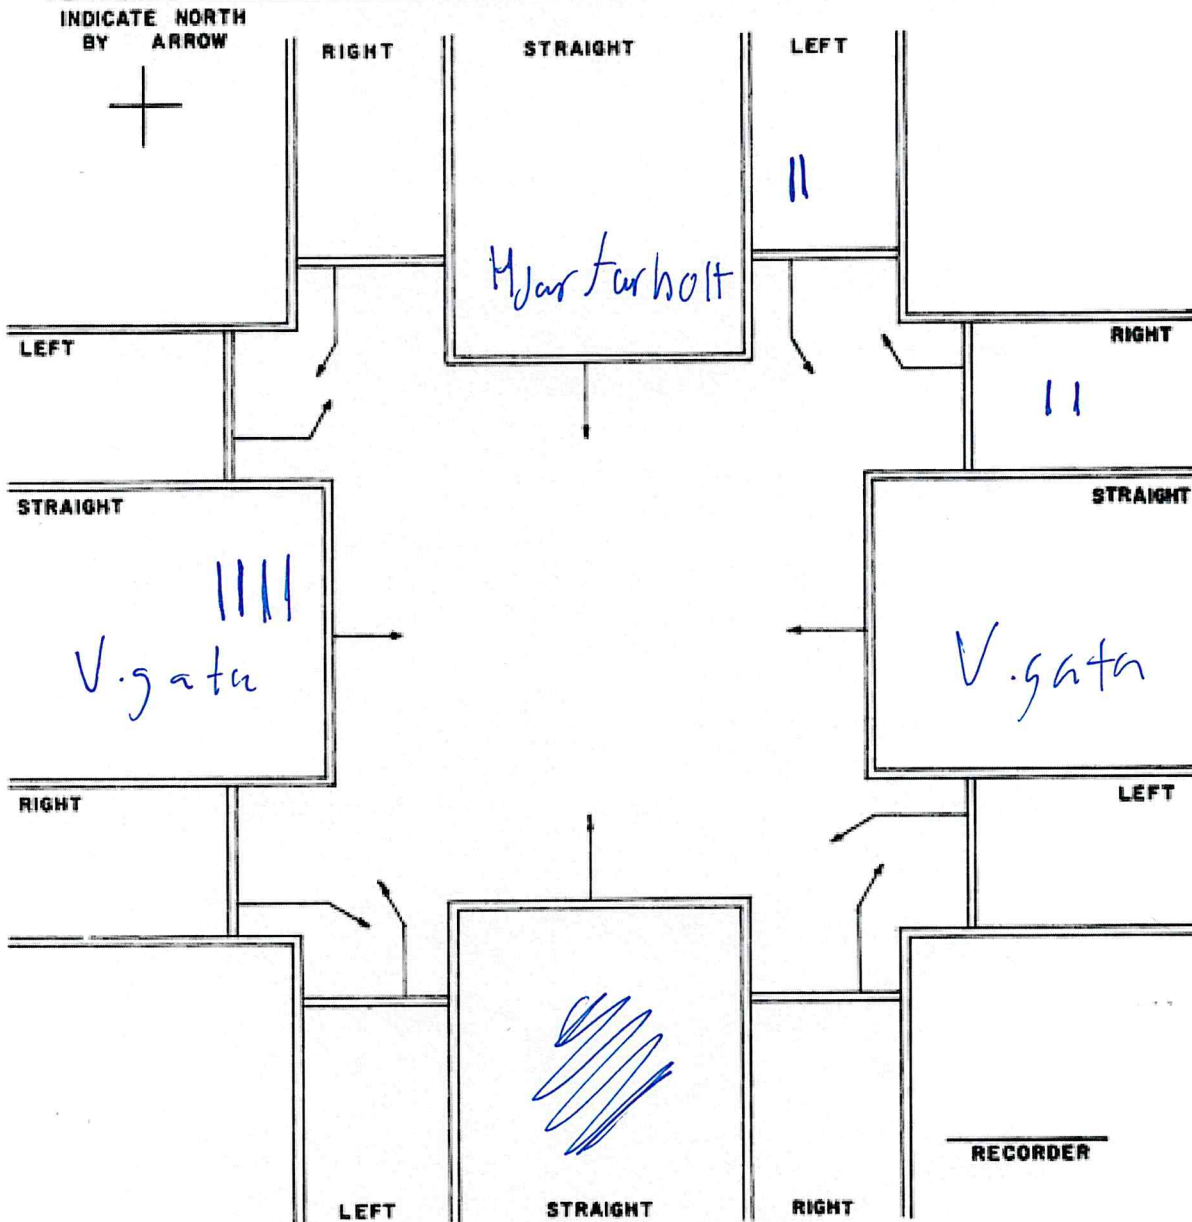 INDICATE NORTH
BY ARROW
RIGHT
STRAIGHT
LEFT
||
Hjartarbolt
LEFT
RIGHT
||
STRAIGHT
||||
V.gata
STRAIGHT
V.gata
RIGHT
LEFT
LEFT
STRAIGHT
RIGHT
RECORDER